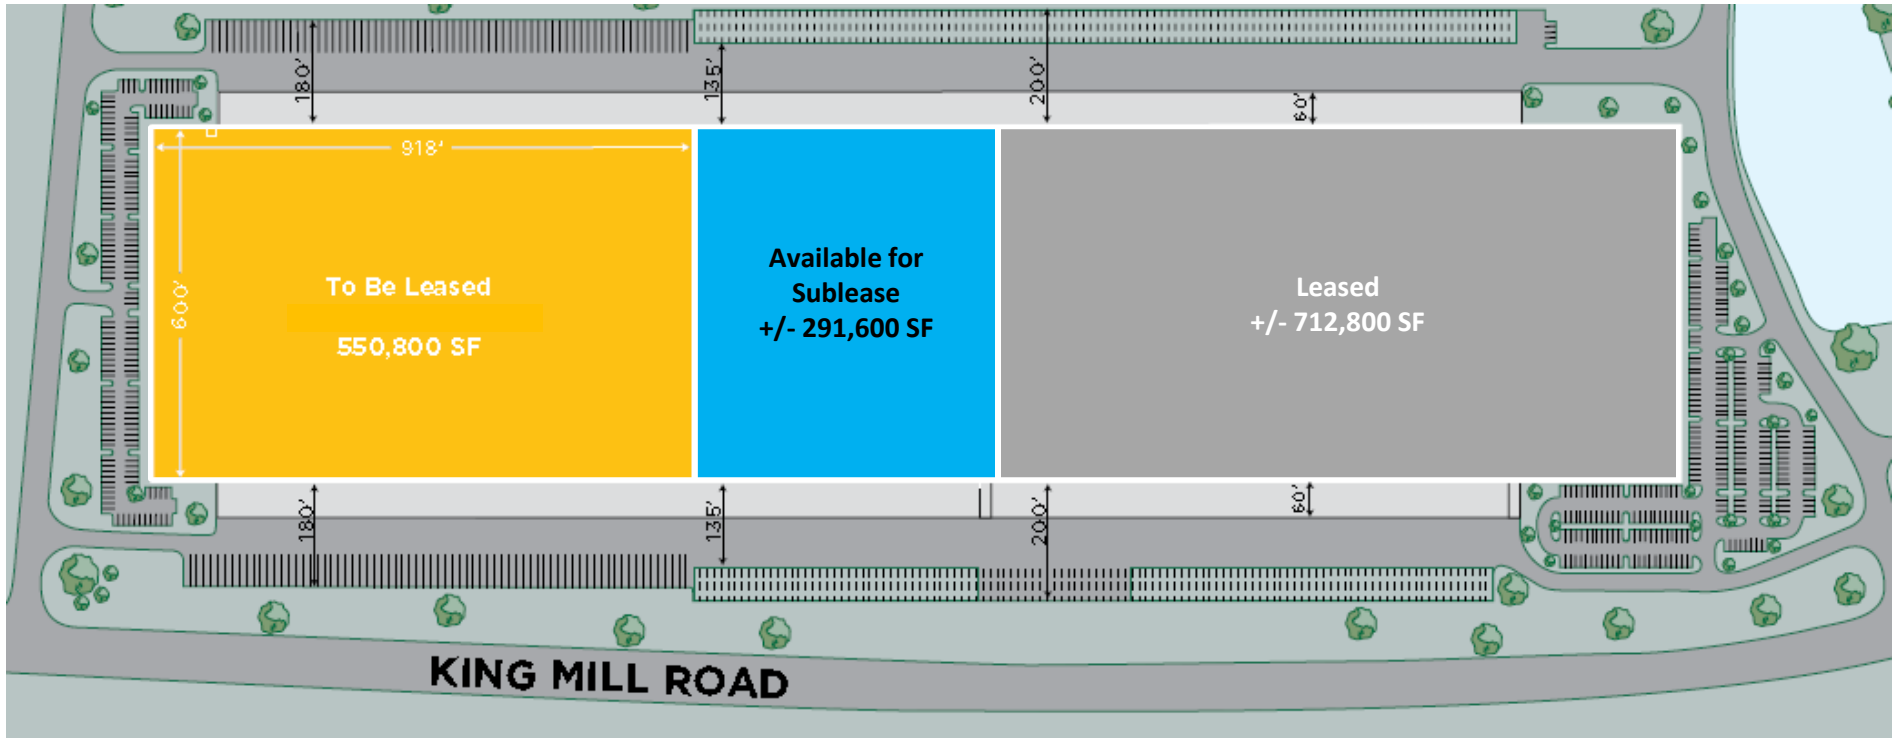 180'
135'
200'
60'
918'
600'
To Be Leased
550,800 SF
Available for
Sublease
+/- 291,600 SF
Leased
+/- 712,800 SF
180'
135'
200'
60'
KING MILL ROAD